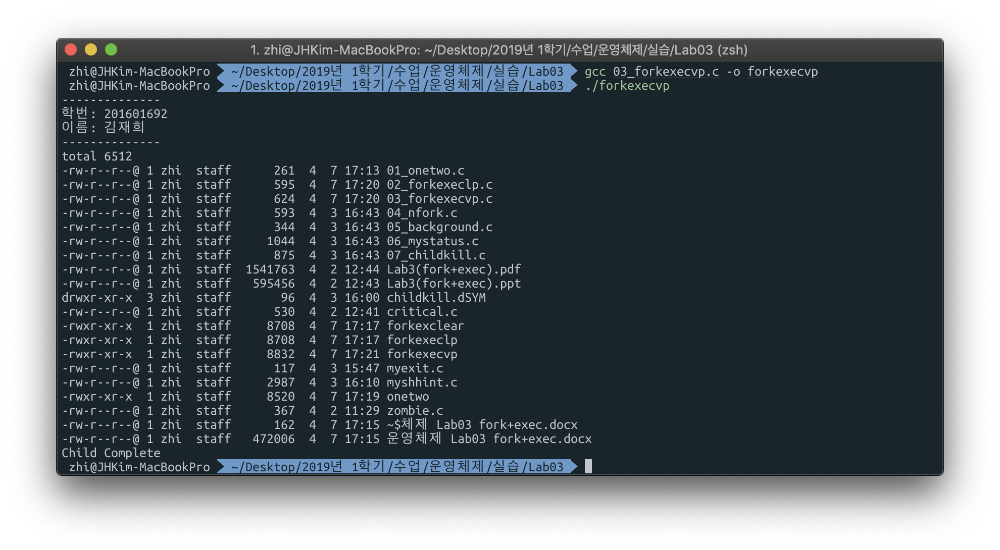 1. zhi@JHKim-MacBookPro: ~/Desktop/2019년 1학기/수업/운영체제/실습/Lab03 (zsh)
zhi@JHKim-MacBookPro ~/Desktop/2019년 1학기/수업/운영체제/실습/Lab03 gcc 03_forkexecvp.c -o forkexecvp
zhi@JHKim-MacBookPro ~/Desktop/2019년 1학기/수업/운영체제/실습/Lab03 ./forkexecvp
--------------
학번: 201601692
이름: 김재희
--------------
total 6512
-rw-r--r--@ 1 zhi  staff      261  4  7 17:13 01_onetwo.c
-rw-r--r--@ 1 zhi  staff      595  4  7 17:20 02_forkexeclp.c
-rw-r--r--@ 1 zhi  staff      624  4  7 17:20 03_forkexecvp.c
-rw-r--r--@ 1 zhi  staff      593  4  3 16:43 04_nfork.c
-rw-r--r--@ 1 zhi  staff      344  4  3 16:43 05_background.c
-rw-r--r--@ 1 zhi  staff     1044  4  3 16:43 06_mystatus.c
-rw-r--r--@ 1 zhi  staff      875  4  3 16:43 07_childkill.c
-rw-r--r--@ 1 zhi  staff  1541763  4  2 12:44 Lab3(fork+exec).pdf
-rw-r--r--@ 1 zhi  staff   595456  4  2 12:43 Lab3(fork+exec).ppt
drwxr-xr-x  3 zhi  staff       96  4  3 16:00 childkill.dSYM
-rw-r--r--@ 1 zhi  staff      530  4  2 12:41 critical.c
-rwxr-xr-x  1 zhi  staff     8708  4  7 17:17 forkexclear
-rwxr-xr-x  1 zhi  staff     8708  4  7 17:17 forkexeclp
-rwxr-xr-x  1 zhi  staff     8832  4  7 17:21 forkexecvp
-rw-r--r--@ 1 zhi  staff      117  4  3 15:47 myexit.c
-rw-r--r--@ 1 zhi  staff     2987  4  3 16:10 myshhint.c
-rwxr-xr-x  1 zhi  staff     8520  4  7 17:19 onetwo
-rw-r--r--@ 1 zhi  staff      367  4  2 11:29 zombie.c
-rw-r--r--@ 1 zhi  staff      162  4  7 17:15 ~$체제 Lab03 fork+exec.docx
-rw-r--r--@ 1 zhi  staff   472006  4  7 17:15 운영체제 Lab03 fork+exec.docx
Child Complete
zhi@JHKim-MacBookPro ~/Desktop/2019년 1학기/수업/운영체제/실습/Lab03